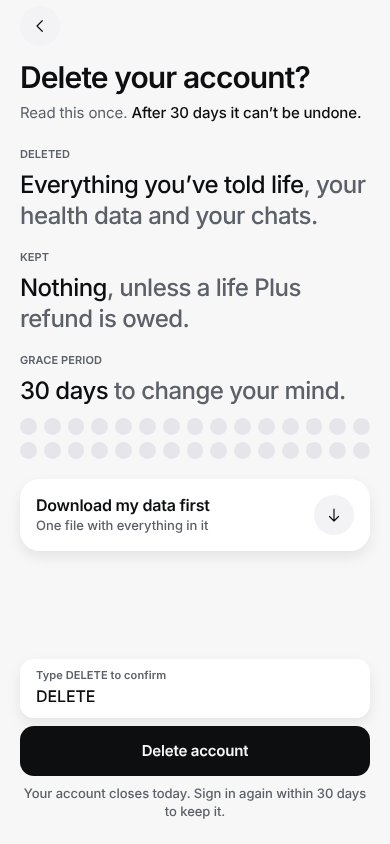 Delete your account?
Read this once. After 30 days it can’t be undone.
DELETED
Everything you’ve told life, your
health data and your chats.
KEPT
Nothing, unless a life Plus
refund is owed.
GRACE PERIOD
30 days to change your mind.
Download my data first
One file with everything in it
Type DELETE to confirm
DELETE
Delete account
Your account closes today. Sign in again within 30 days
to keep it.